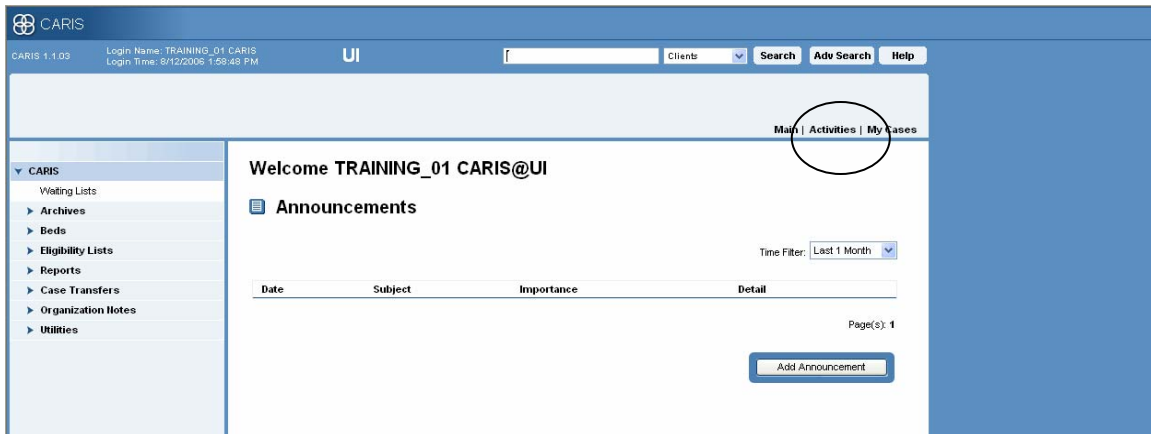 CARIS
CARIS 1.1.03
Login Name: TRAINING_01 CARIS
Login Time: 8/12/2006 1:58:48 PM
UI
Clients
Search
Adv Search
Help
Main | Activities | My Cases
CARIS
Waiting Lists
Archives
Beds
Eligibility Lists
Reports
Case Transfers
Organization Notes
Utilities
Welcome TRAINING_01 CARIS@UI
Announcements
Time Filter: Last 1 Month
Date Subject Importance Detail
Page(s): 1
Add Announcement